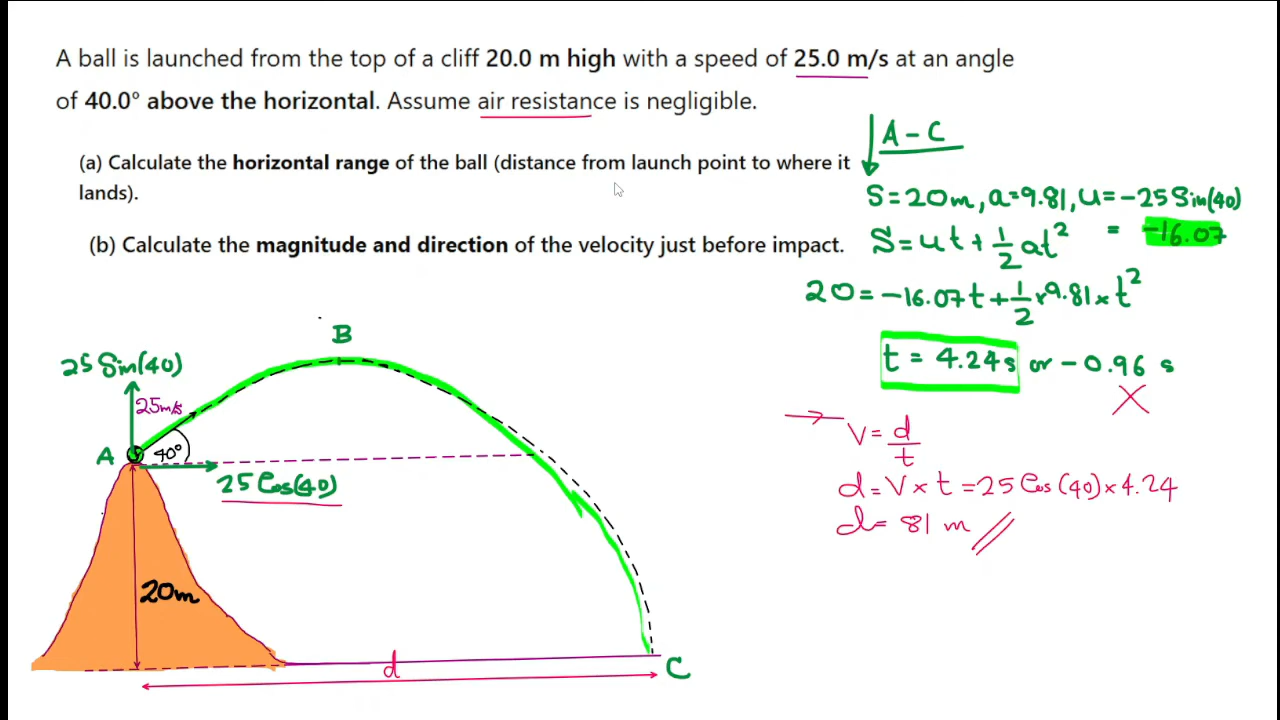 A ball is launched from the top of a cliff 20.0 m high with a speed of 25.0 m/s at an angle
of 40.0° above the horizontal. Assume air resistance is negligible.
(a) Calculate the horizontal range of the ball (distance from launch point to where it
lands).
(b) Calculate the magnitude and direction of the velocity just before impact.
A - C
S = 20m, a=9.81, u= -25 Sin(40)
= -16.07
S = ut + 1/2 at²
20 = -16.07t + 1/2 x 9.81 x t²
t = 4.24 s or -0.96 s
X
V = d/t
d = V x t = 25 Cos (40) x 4.24
d = 81 m
B
25 Sin(40)
25m/s
A
40°
25 Cos(40)
20m
d
C